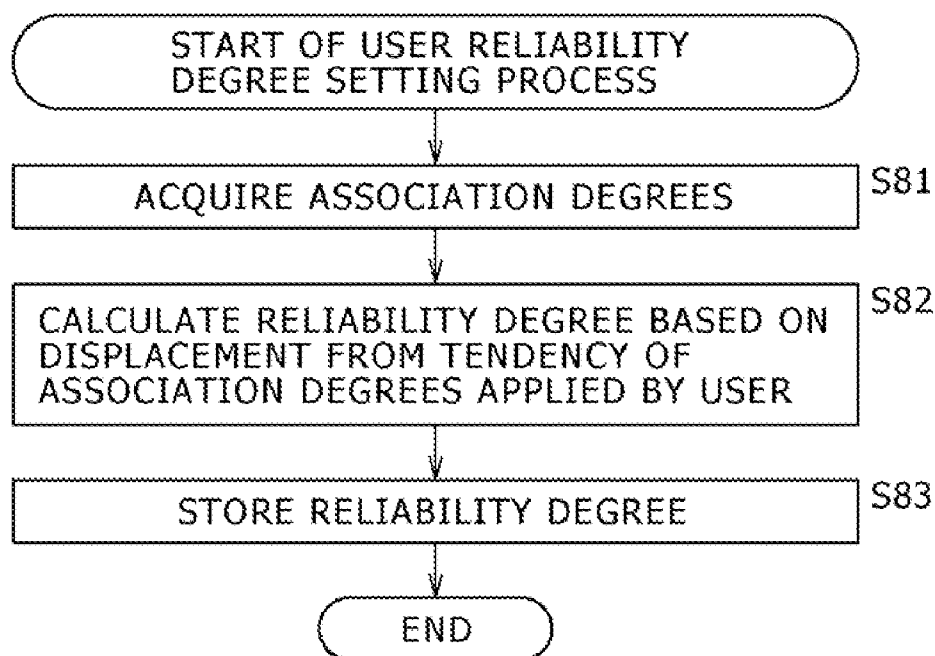 START OF USER RELIABILITY
DEGREE SETTING PROCESS
ACQUIRE ASSOCIATION DEGREES
S81
CALCULATE RELIABILITY DEGREE BASED ON
DISPLACEMENT FROM TENDENCY OF
ASSOCIATION DEGREES APPLIED BY USER
S82
STORE RELIABILITY DEGREE
S83
END